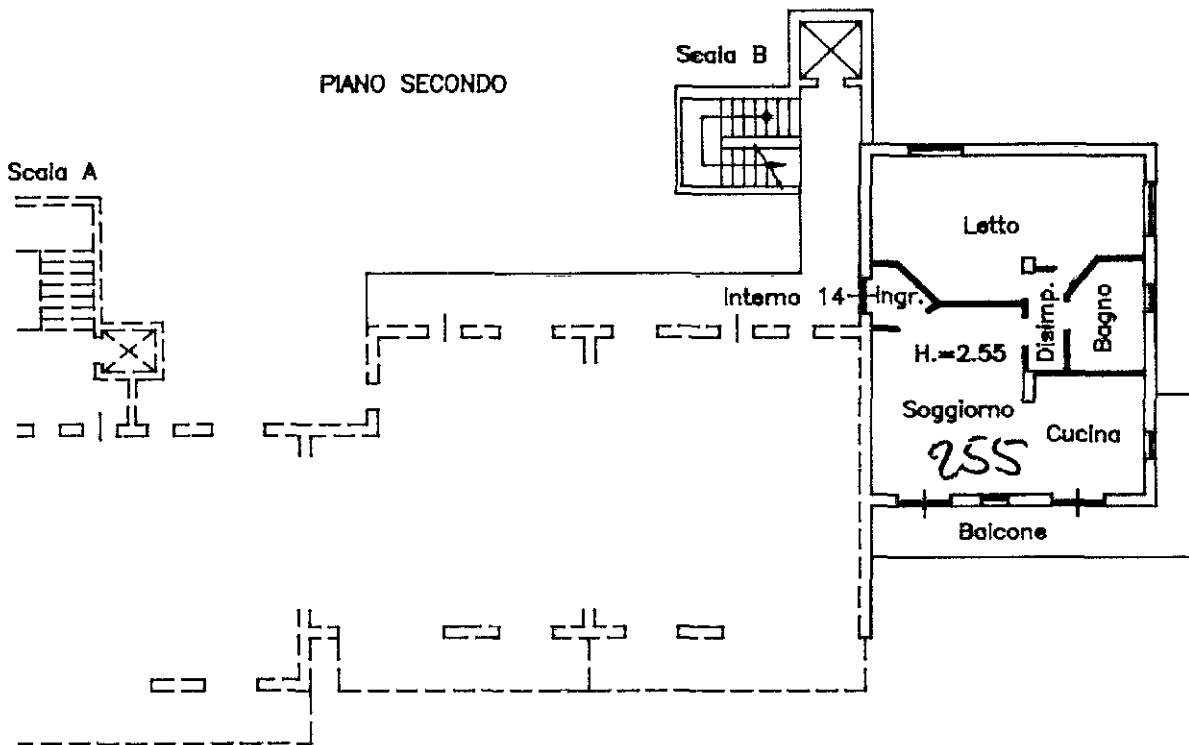 Scala B
PIANO SECONDO
Scala A
Letto
Interno 14
Ingr.
Disimp.
Bagno
H.=2.55
Soggiorno
Cucina
255
Balcone